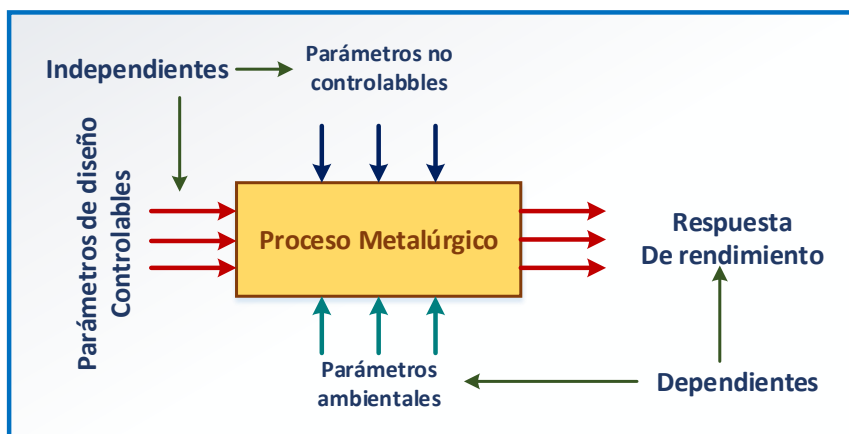 Independientes
Parámetros no
controlabbles
Parámetros de diseño
Controlables
Proceso Metalúrgico
Respuesta
De rendimiento
Parámetros
ambientales
Dependientes